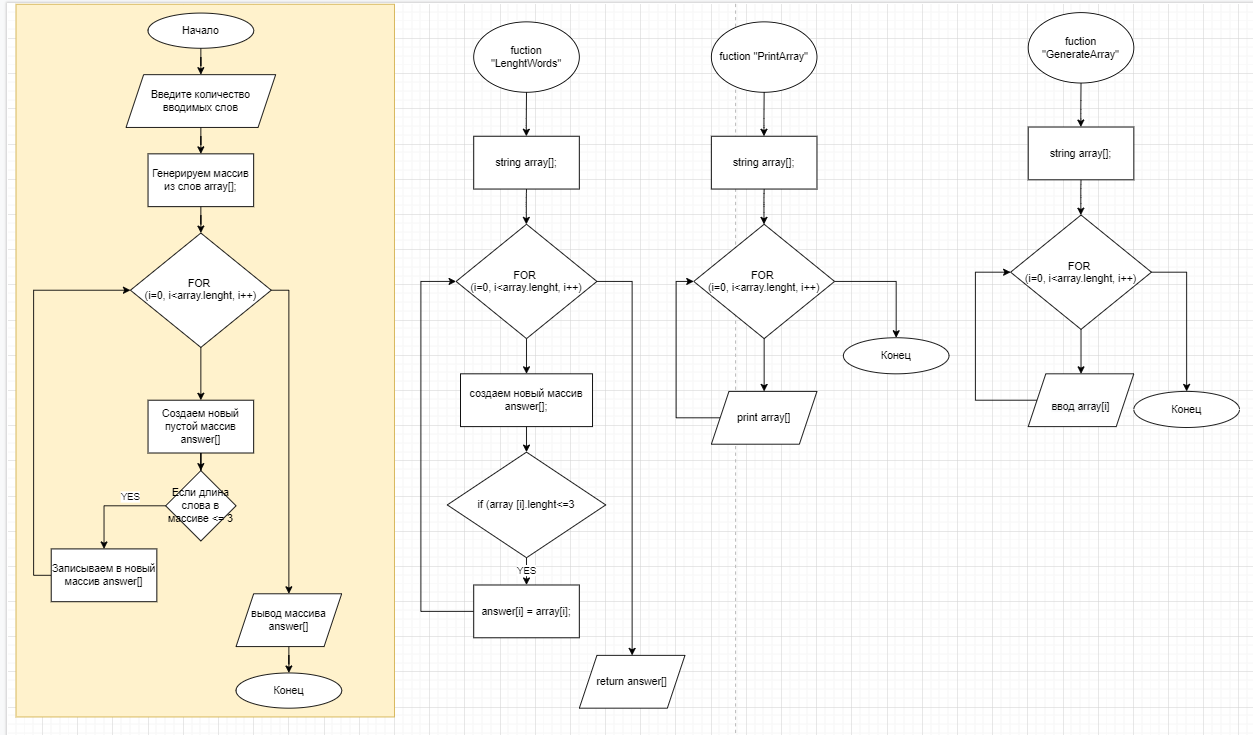 Начало
Введите количество
вводимых слов
Генерируем массив
из слов array[];
FOR
(i=0, i<array.lenght, i++)
Создаем новый
пустой массив
answer[]
Если длина
слова в
массиве <= 3
YES
Записываем в новый
массив answer[]
вывод массива
answer[]
Конец
fuction
"LenghtWords"
string array[];
FOR
(i=0, i<array.lenght, i++)
создаем новый массив
answer[];
if (array [i].lenght<=3
YES
answer[i] = array[i];
return answer[]
fuction "PrintArray"
string array[];
FOR
(i=0, i<array.lenght, i++)
print array[]
Конец
fuction
"GenerateArray"
string array[];
FOR
(i=0, i<array.lenght, i++)
ввод array[i]
Конец